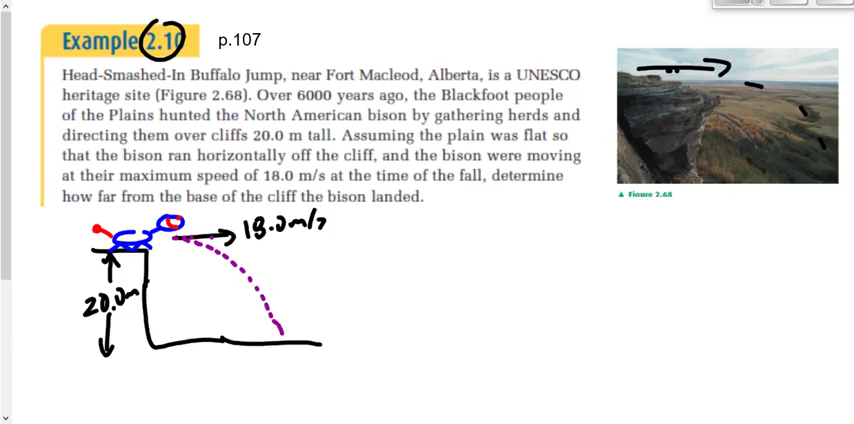 Example 2.10
p.107
Head-Smashed-In Buffalo Jump, near Fort Macleod, Alberta, is a UNESCO
heritage site (Figure 2.68). Over 6000 years ago, the Blackfoot people
of the Plains hunted the North American bison by gathering herds and
directing them over cliffs 20.0 m tall. Assuming the plain was flat so
that the bison ran horizontally off the cliff, and the bison were moving
at their maximum speed of 18.0 m/s at the time of the fall, determine
how far from the base of the cliff the bison landed.
▲ Figure 2.68
18.0m/s
20.0m